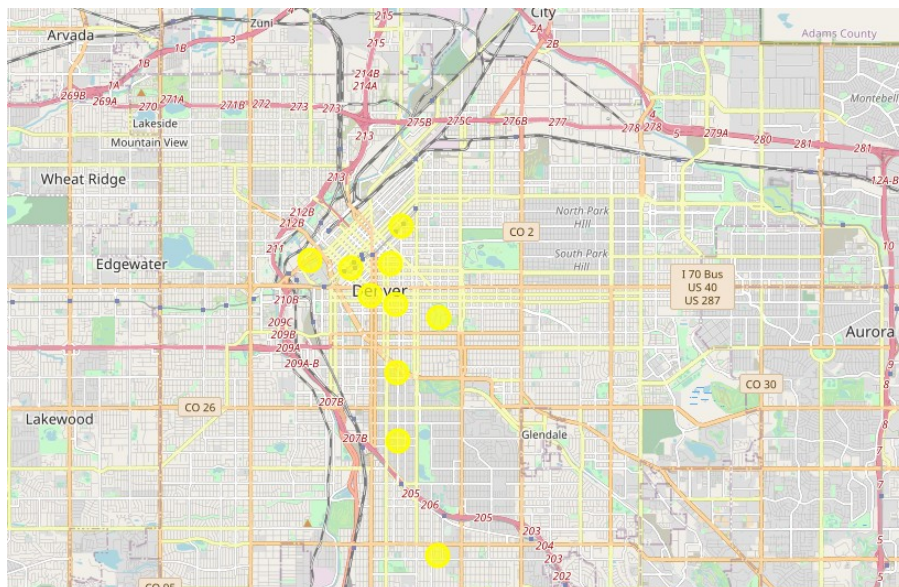 City
Zuni
Arvada
4
215
2A
Adams County
3
1B
215
2B
1B
214B
214A
1A
269B
269A
270
271A
271B
272
273
273
275B
275C
276B
277
278
278
4
5
279A
280
281
281
Montbell
Lakeside
Mountain View
213
Wheat Ridge
213
12A-B
212B
212B
North Park
Hill
CO 2
211
South Park
Hill
10
Edgewater
I 70 Bus
US 40
US 287
Denver
210B
209C
209B
209A
209A-B
Aurora
9
8
CO 30
207B
CO 26
Lakewood
207B
Glendale
8
7
7
205
206
205
203
204
203
202
5